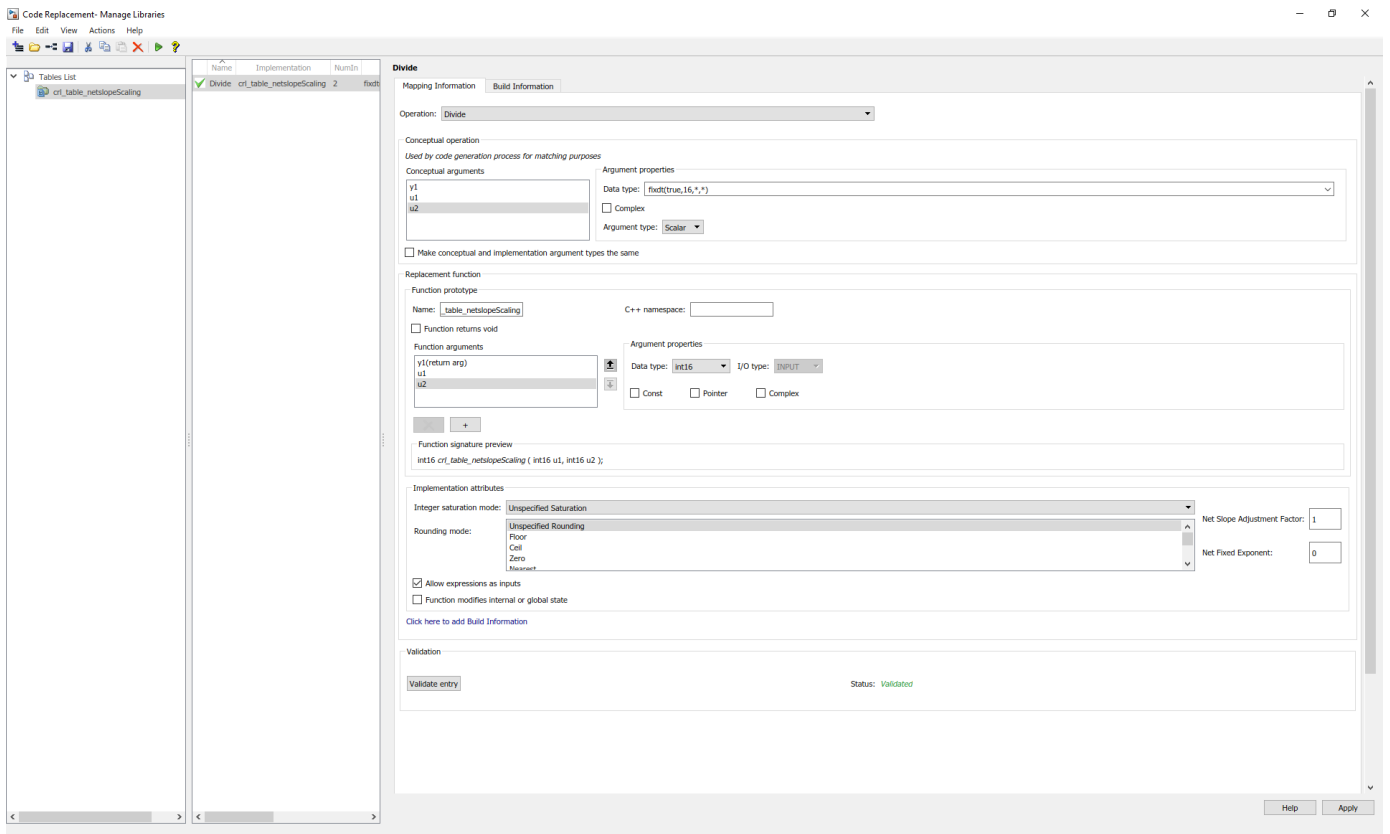 Code Replacement- Manage Libraries
File Edit View Actions Help
Tables List
crl_table_netslopeScaling
Name Implementation NumIn
Divide crl_table_netslopeScaling 2 fixdt
Divide
Mapping Information Build Information
Operation: Divide
Conceptual operation
Used by code generation process for matching purposes
Conceptual arguments
y1
u1
u2
Argument properties
Data type: fixdt(true,16,*,*)
Complex
Argument type: Scalar
Make conceptual and implementation argument types the same
Replacement function
Function prototype
Name: _table_netslopeScaling C++ namespace:
Function returns void
Function arguments
y1(return arg)
u1
u2
Argument properties
Data type: int16 I/O type: INPUT
Const Pointer Complex
+
Function signature preview
int16 crl_table_netslopeScaling ( int16 u1, int16 u2 );
Implementation attributes
Integer saturation mode: Unspecified Saturation
Rounding mode: Unspecified Rounding
Floor
Ceil
Zero
Nearest
Net Slope Adjustment Factor: 1
Net Fixed Exponent: 0
Allow expressions as inputs
Function modifies internal or global state
Click here to add Build Information
Validation
Validate entry Status: Validated
Help Apply